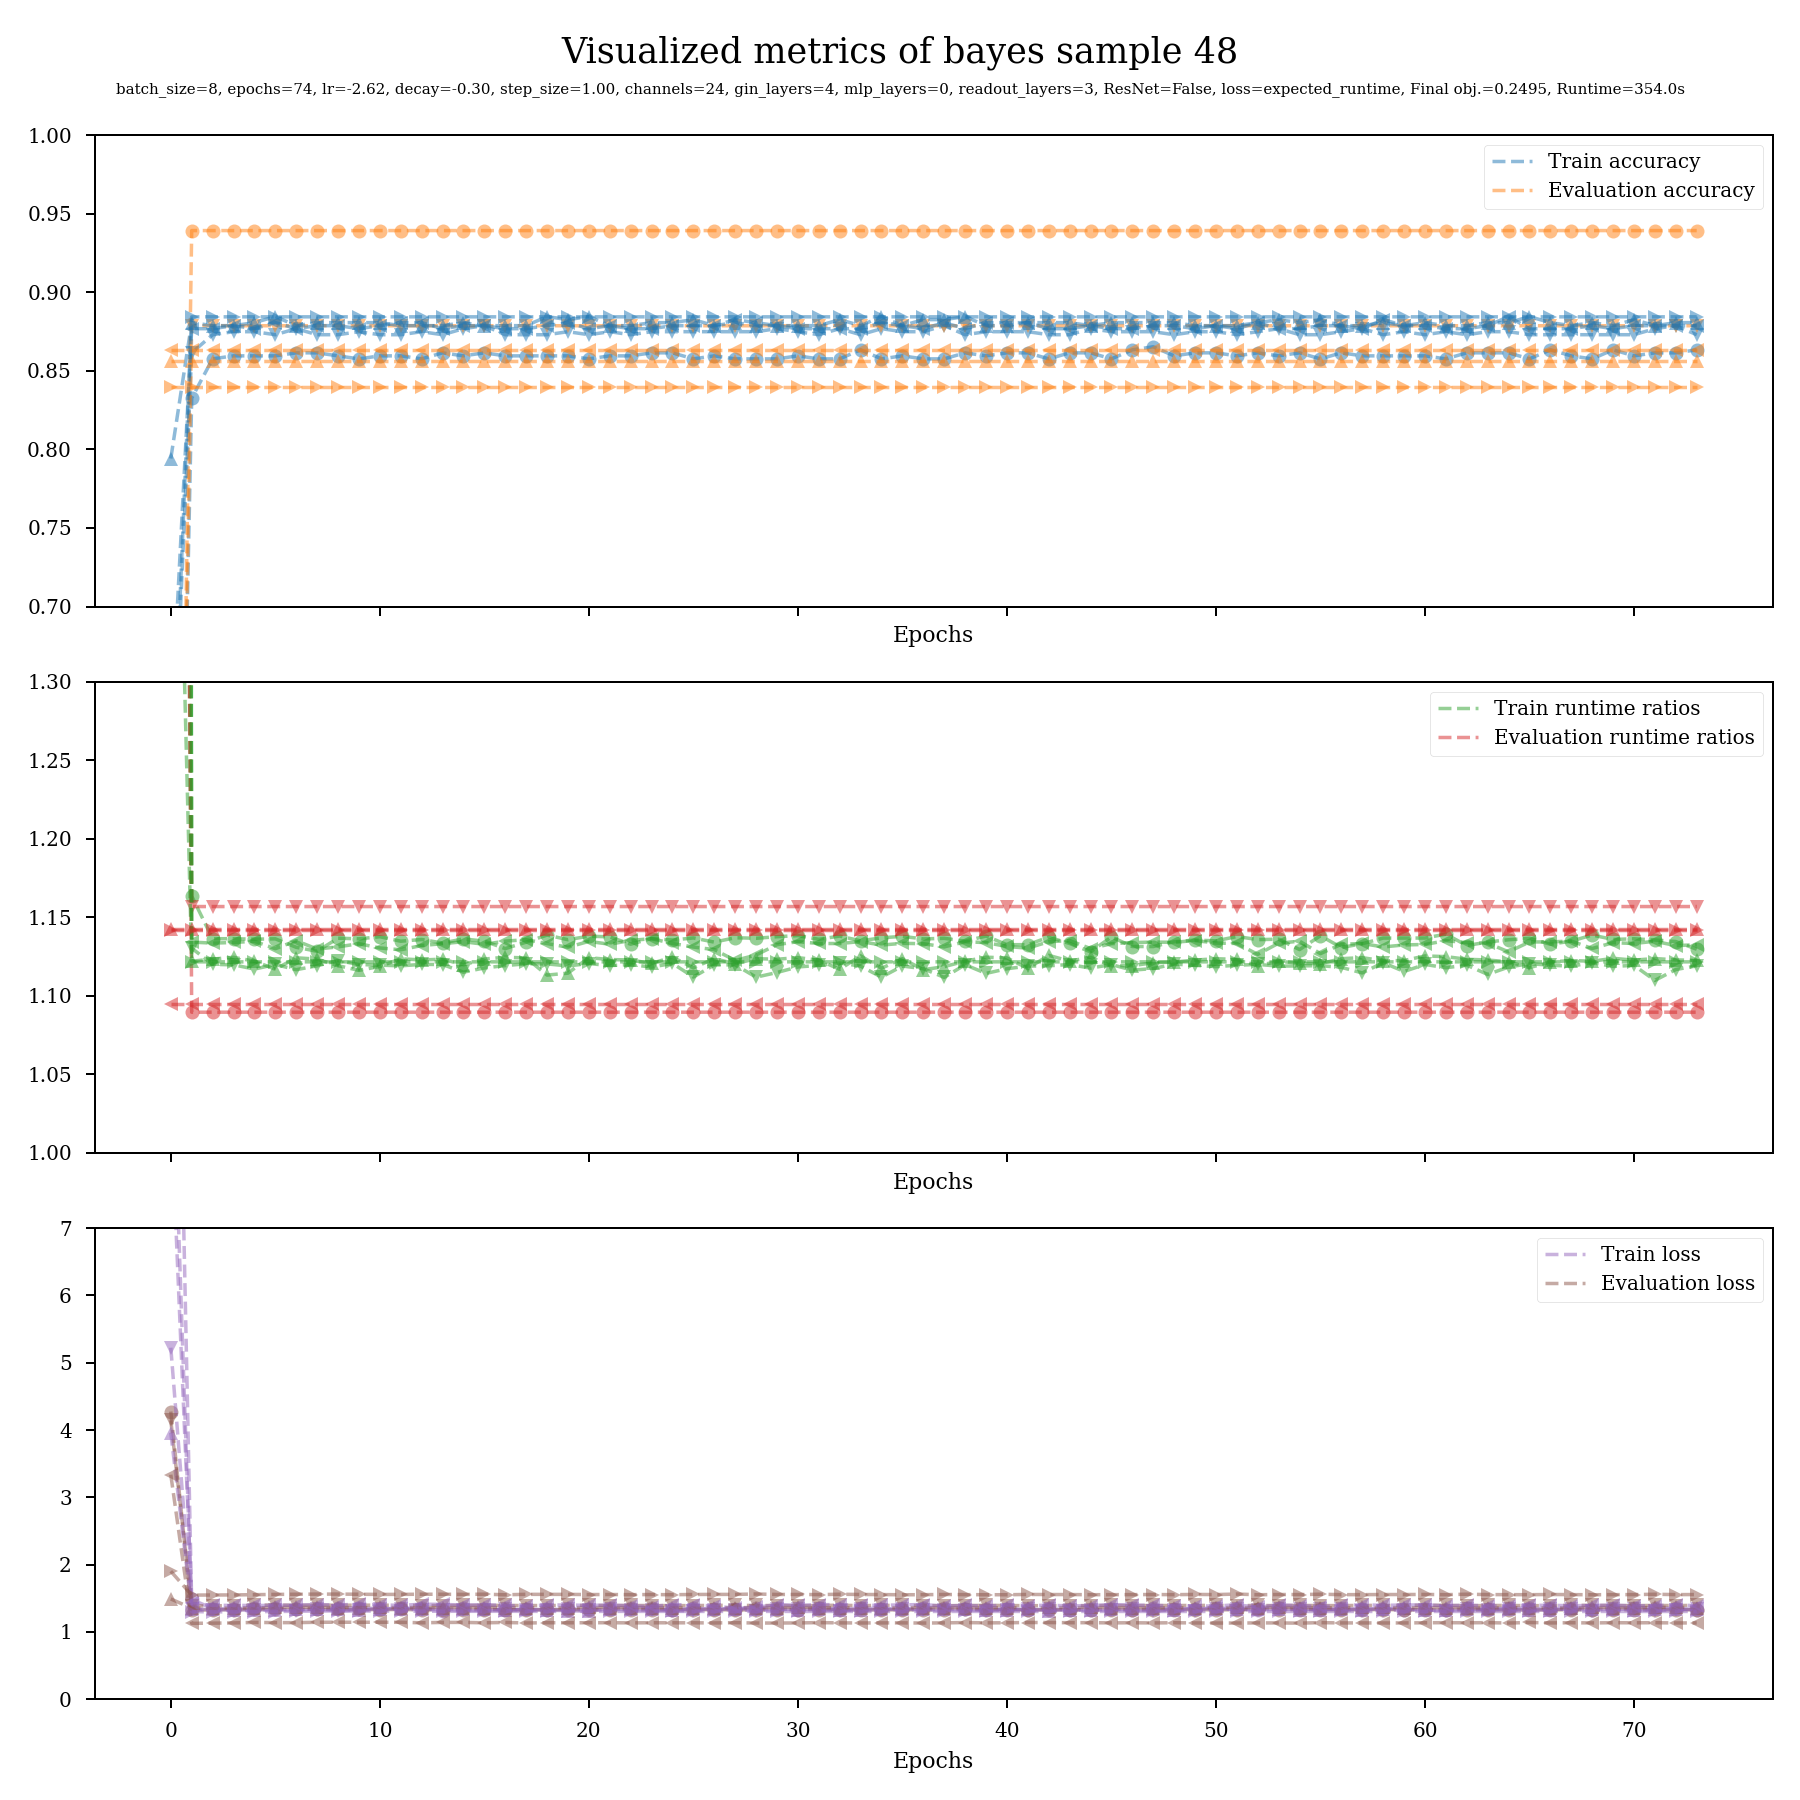 Visualized metrics of bayes sample 48
batch_size=8, epochs=74, lr=-2.62, decay=-0.30, step_size=1.00, channels=24, gin_layers=4, mlp_layers=0, readout_layers=3, ResNet=False, loss=expected_runtime, Final obj.=0.2495, Runtime=354.0s
1.00
0.95
0.90
0.85
0.80
0.75
0.70
Train accuracy
Evaluation accuracy
Epochs
1.30
1.25
1.20
1.15
1.10
1.05
1.00
Train runtime ratios
Evaluation runtime ratios
Epochs
7
6
5
4
3
2
1
0
Train loss
Evaluation loss
0 10 20 30 40 50 60 70
Epochs